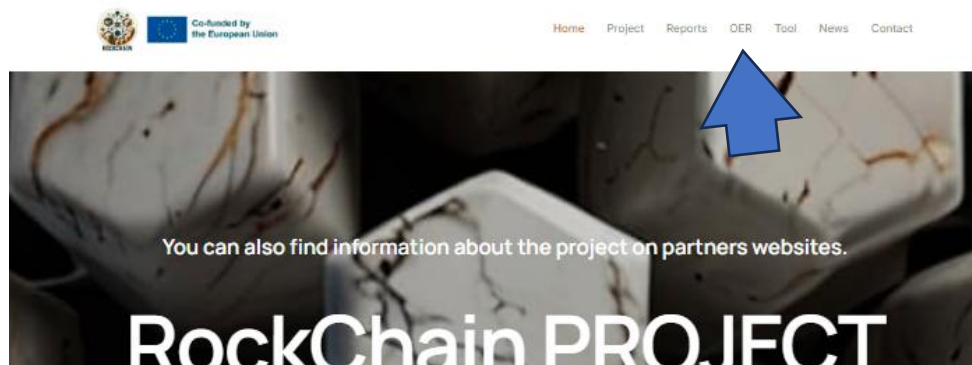 ROCKCHAIN
Co-funded by
the European Union
Home Project Reports OER Tool News Contact
You can also find information about the project on partners websites.
RockChain PROJECT